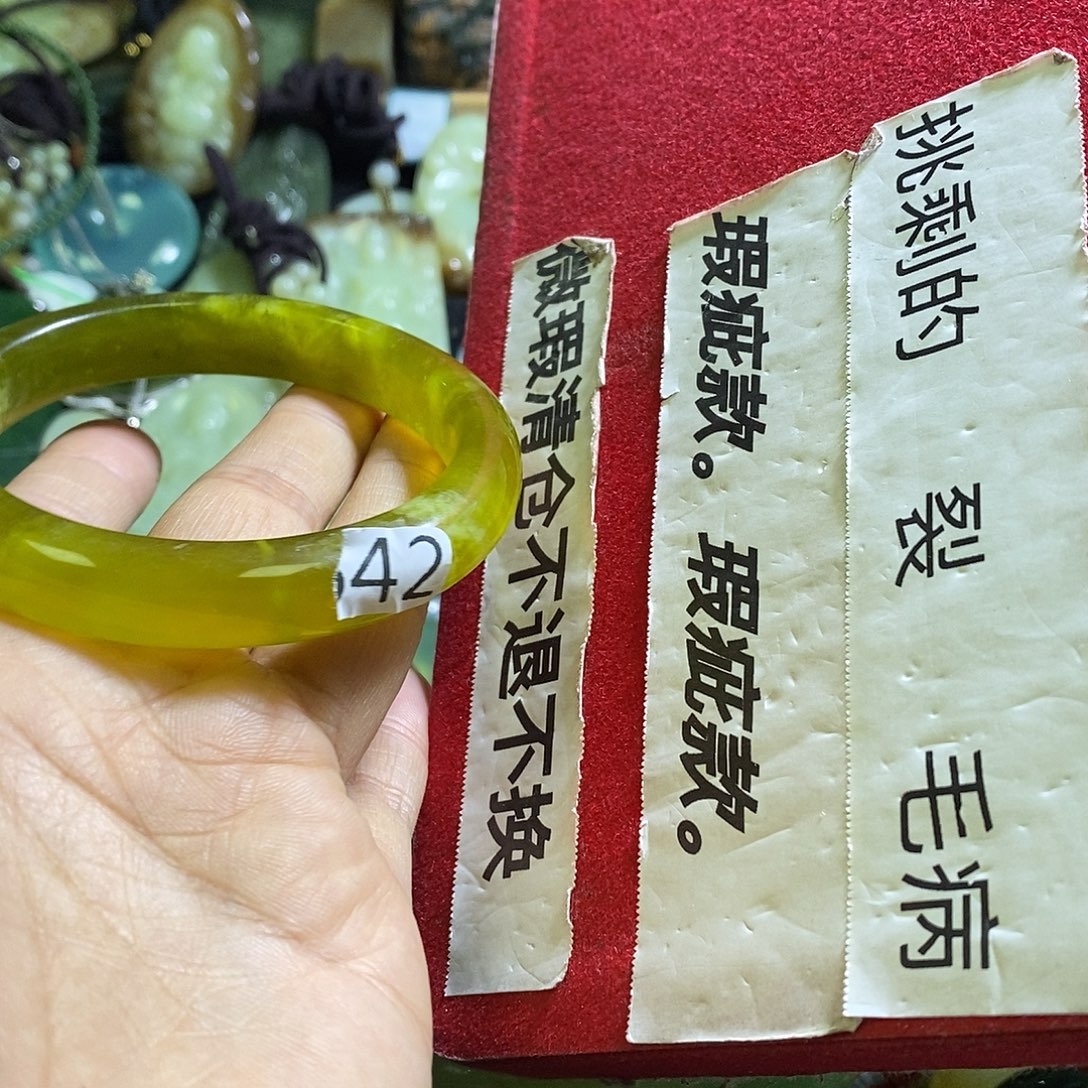 微瑕清仓不退不换
瑕疵款。瑕疵款。
挑剩的 裂 毛病
42